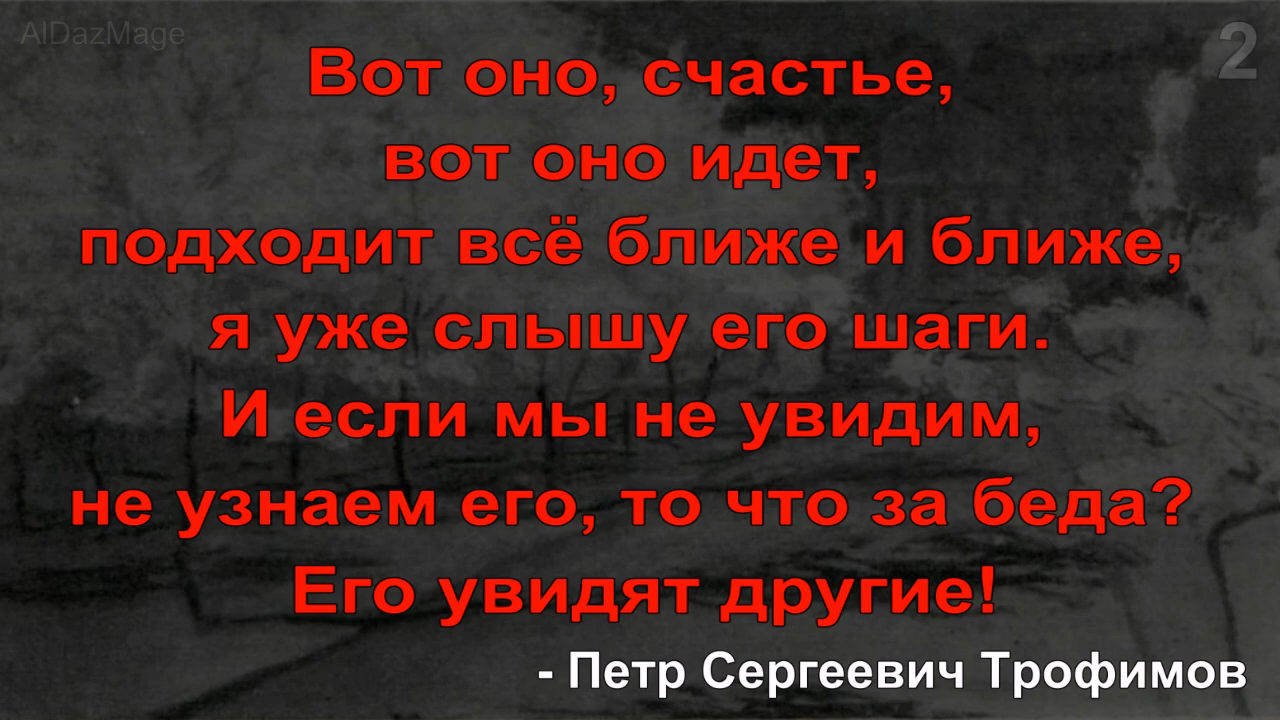 AlDazMage
2
Вот оно, счастье,
вот оно идет,
подходит всё ближе и ближе,
я уже слышу его шаги.
И если мы не увидим,
не узнаем его, то что за беда?
Его увидят другие!
- Петр Сергеевич Трофимов